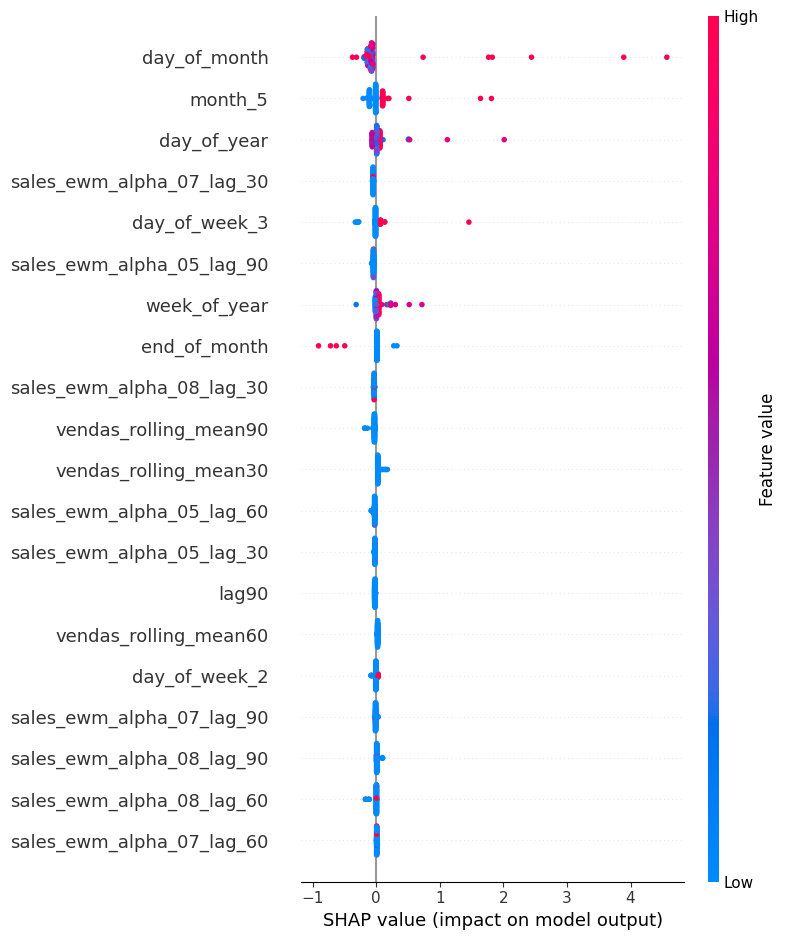 High
day_of_month
month_5
day_of_year
sales_ewm_alpha_07_lag_30
day_of_week_3
sales_ewm_alpha_05_lag_90
week_of_year
end_of_month
sales_ewm_alpha_08_lag_30
vendas_rolling_mean90
vendas_rolling_mean30
sales_ewm_alpha_05_lag_60
sales_ewm_alpha_05_lag_30
lag90
vendas_rolling_mean60
day_of_week_2
sales_ewm_alpha_07_lag_90
sales_ewm_alpha_08_lag_90
sales_ewm_alpha_08_lag_60
sales_ewm_alpha_07_lag_60
Feature value
Low
−1 0 1 2 3 4
SHAP value (impact on model output)